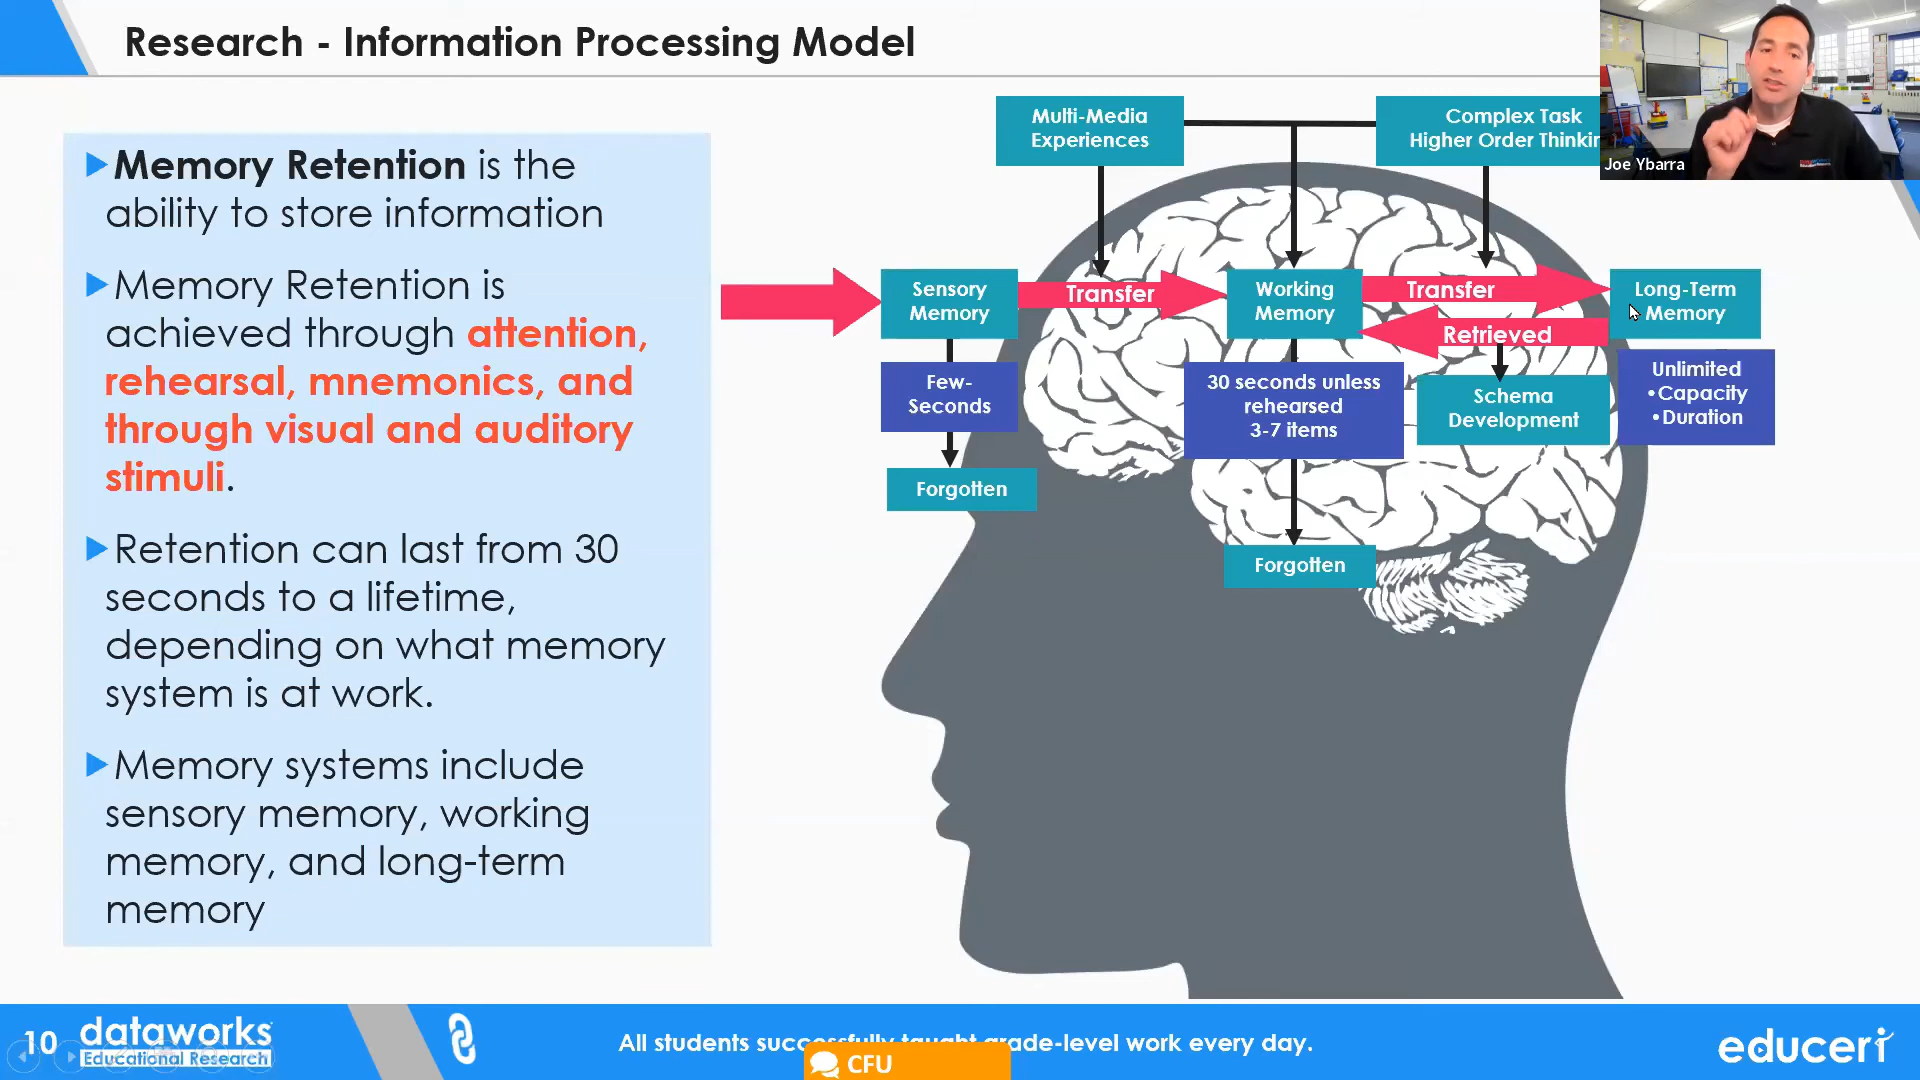 Research - Information Processing Model
Memory Retention is the
ability to store information
Memory Retention is
achieved through attention,
rehearsal, mnemonics, and
through visual and auditory
stimuli.
Retention can last from 30
seconds to a lifetime,
depending on what memory
system is at work.
Memory systems include
sensory memory, working
memory, and long-term
memory
Multi-Media
Experiences
Complex Task
Higher Order Thinkin
Joe Ybarra
Sensory
Memory
Transfer
Working
Memory
Transfer
Retrieved
Long-Term
Memory
Few-
Seconds
30 seconds unless
rehearsed
3-7 items
Schema
Development
Unlimited
•Capacity
•Duration
Forgotten
Forgotten
10
dataworks
Educational Research
All students successfully taught grade-level work every day.
CFU
educeri